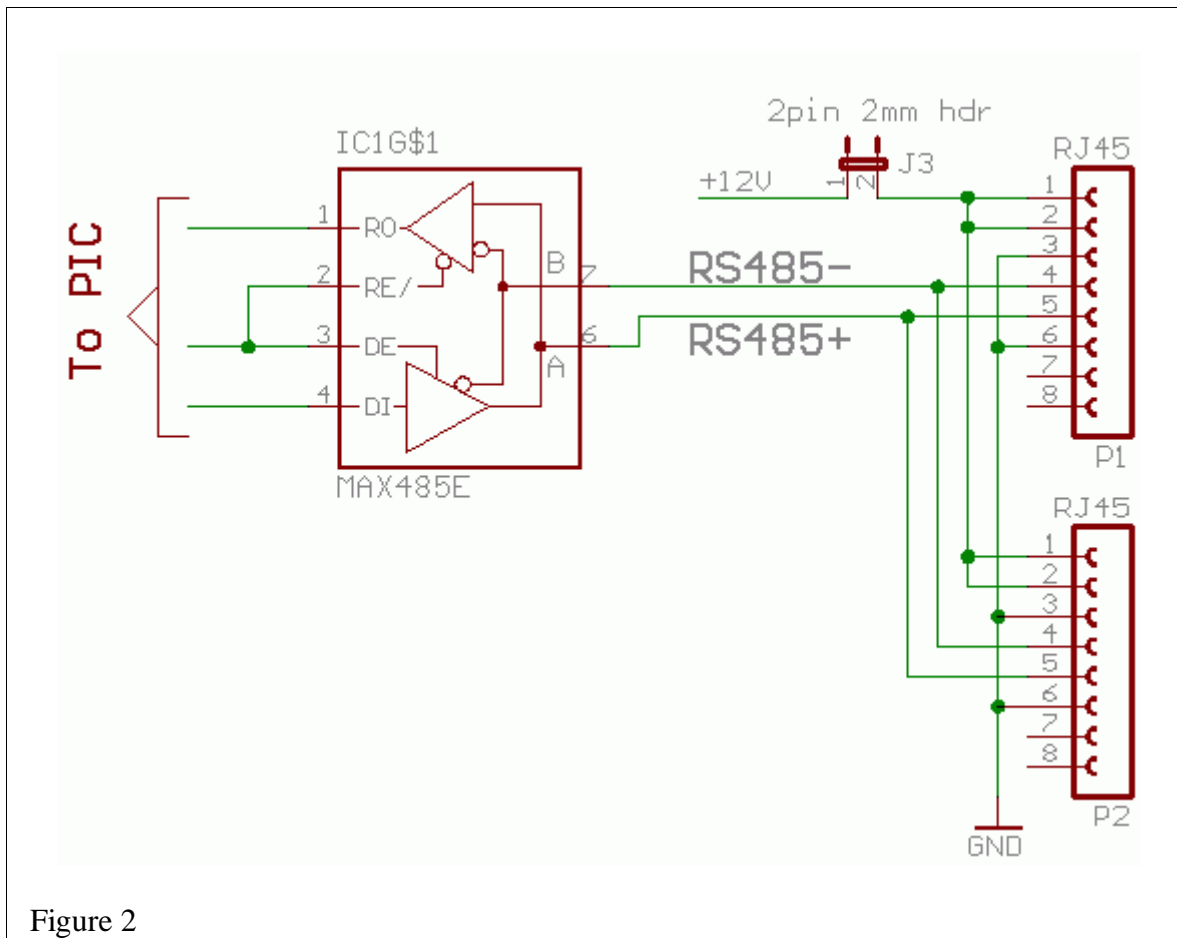 2pin 2mm hdr
IC1G$1
J3
RJ45
+12V
1
2
To PIC
1
RO
2
RE/
3
DE
4
DI
B
7
6
A
RS485-
RS485+
1
2
3
4
5
6
7
8
P1
MAX485E
RJ45
1
2
3
4
5
6
7
8
P2
GND
Figure 2